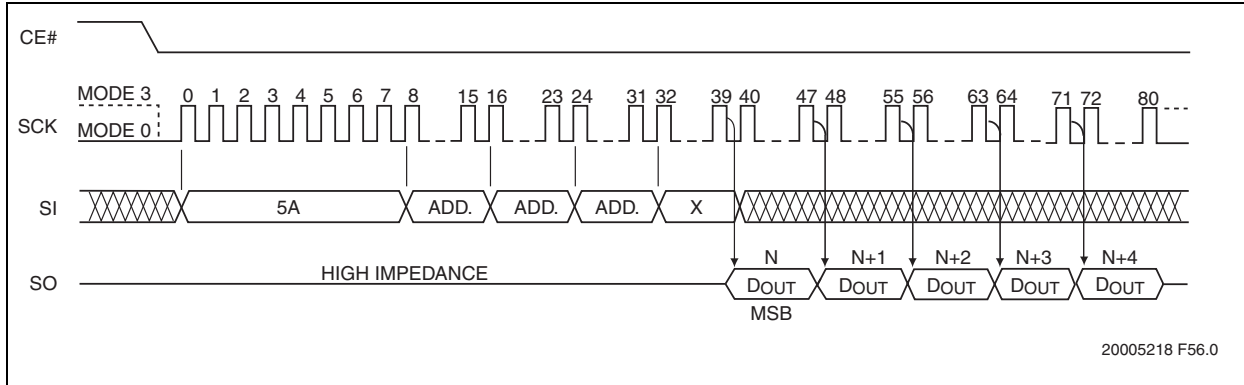 CE#
MODE 3
0 1 2 3 4 5 6 7 8 15 16 23 24 31 32 39 40 47 48 55 56 63 64 71 72 80
SCK
MODE 0
SI
5A ADD. ADD. ADD. X
N N+1 N+2 N+3 N+4
HIGH IMPEDANCE
SO
DOUT DOUT DOUT DOUT DOUT
MSB
20005218 F56.0